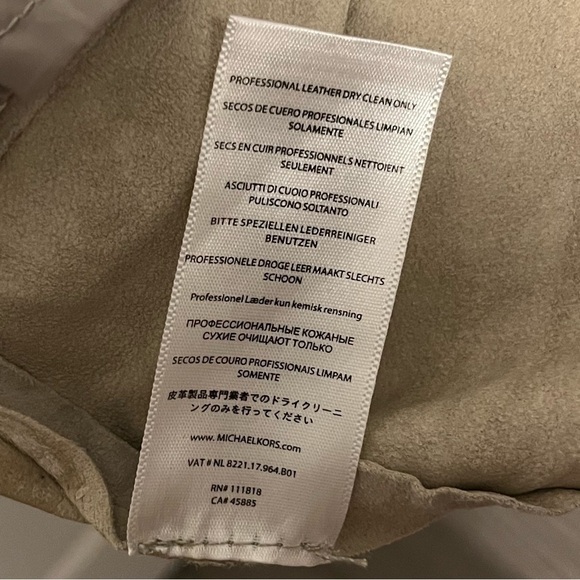 PROFESSIONAL LEATHER DRY CLEAN ONLY
SECOS DE CUERO PROFESIONALES LIMPIAN
SOLAMENTE
SECS EN CUIR PROFESSIONNELS NETTOIENT
SEULEMENT
ASCIUTTI DI CUOIO PROFESSIONALI
PULISCONO SOLTANTO
BITTE SPEZIELLEN LEDERREINIGER
BENUTZEN
PROFESSIONELE DROGE LEER MAAKT SLECHTS
SCHOON
Professionel Læder kun kemisk rensning
ПРОФЕССИОНАЛЬНЫЕ КОЖАНЫЕ
СУХИЕ ОЧИЩАЮТ ТОЛЬКО
SECOS DE COURO PROFISSIONAIS LIMPAM
SOMENTE
皮革製品専門業者でのドライクリーニ
ングのみを行ってください
www. MICHAELKORS.com
VAT # NL 8221.17.964.B01
RN# 111818
CA# 45885